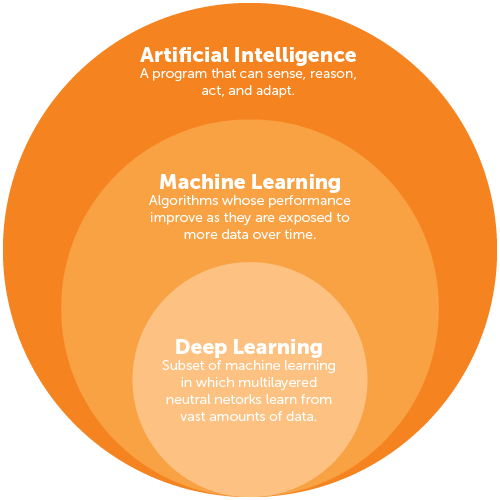 Artificial Intelligence
A program that can sense, reason,
act, and adapt.
Machine Learning
Algorithms whose performance
improve as they are exposed to
more data over time.
Deep Learning
Subset of machine learning
in which multilayered
neutral netorks learn from
vast amounts of data.